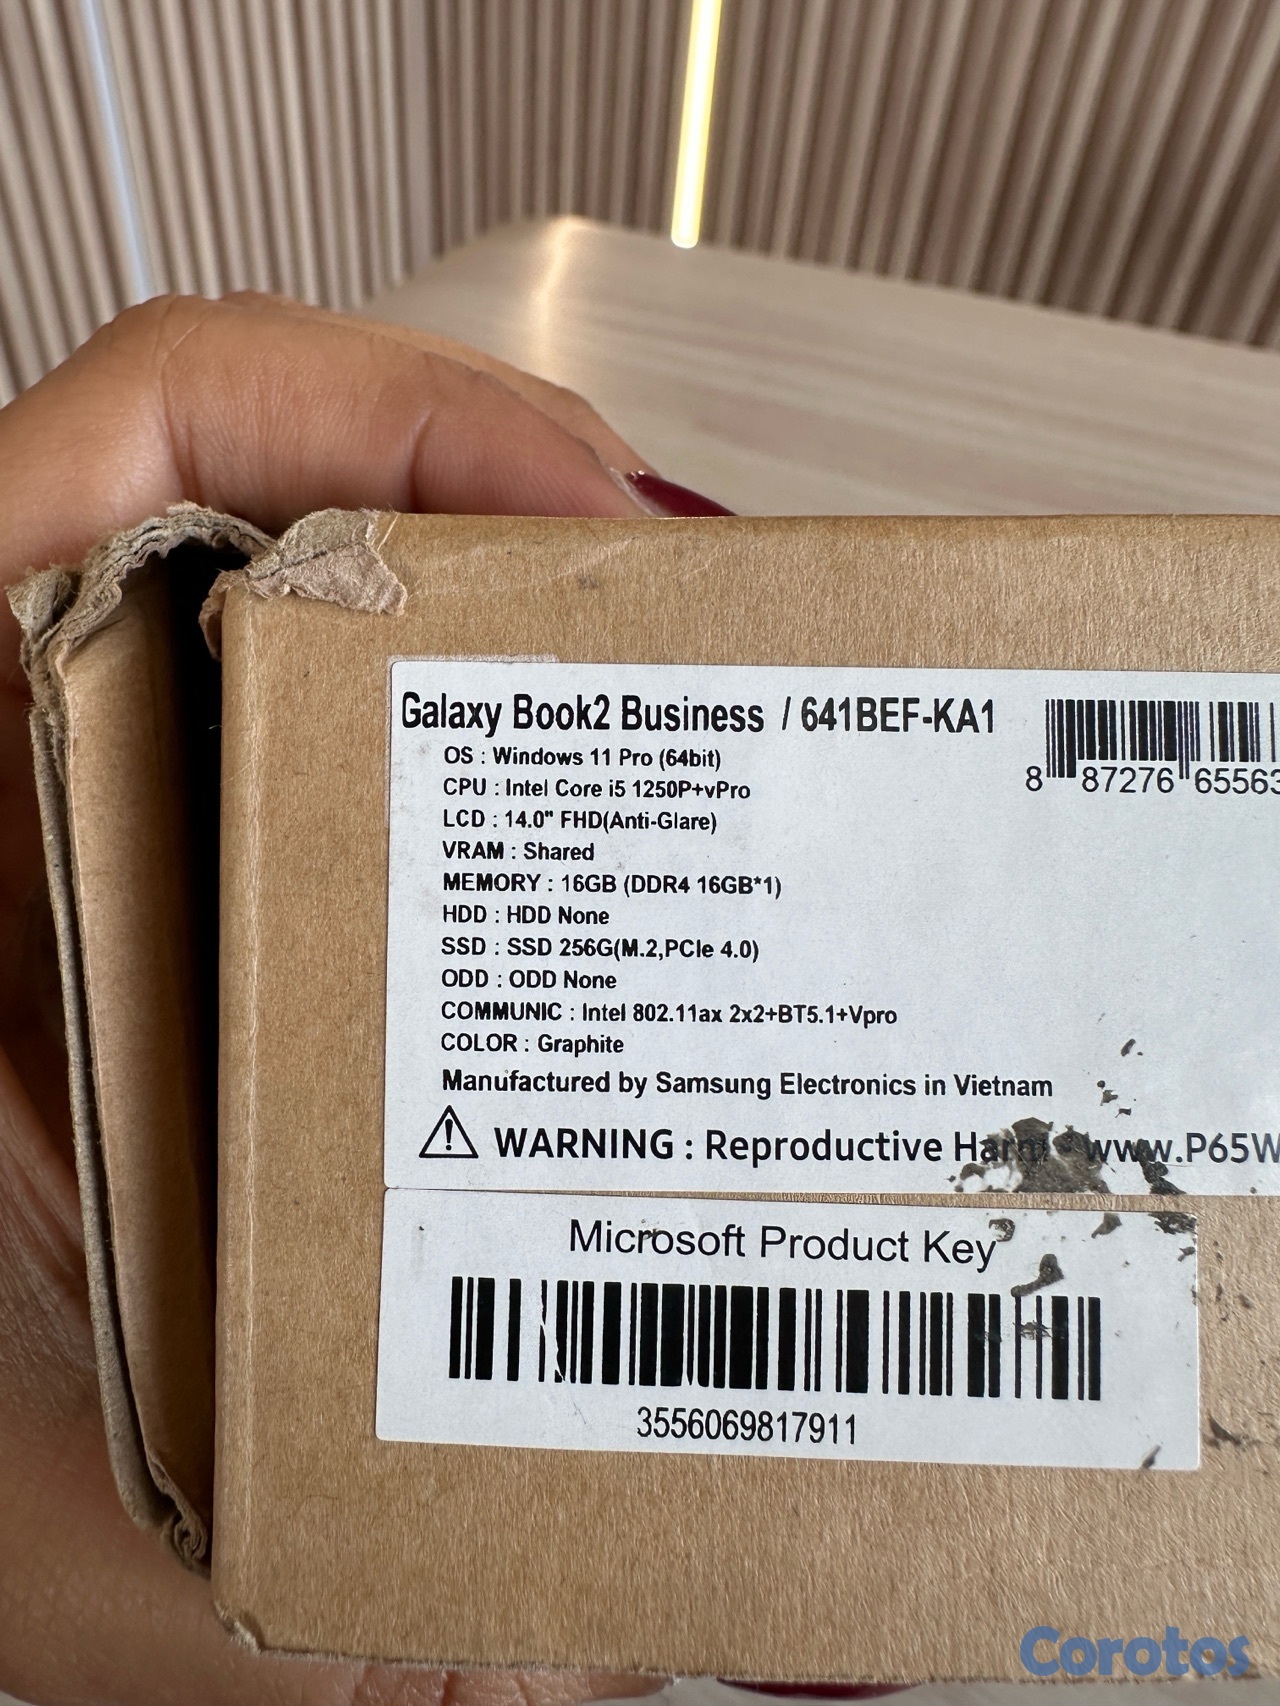 Galaxy Book2 Business / 641BEF-KA1
8 87276 65563
OS : Windows 11 Pro (64bit)
CPU : Intel Core i5 1250P+vPro
LCD : 14.0" FHD(Anti-Glare)
VRAM : Shared
MEMORY : 16GB (DDR4 16GB*1)
HDD : HDD None
SSD : SSD 256G(M.2,PCIe 4.0)
ODD : ODD None
COMMUNIC : Intel 802.11ax 2x2+BT5.1+Vpro
COLOR : Graphite
Manufactured by Samsung Electronics in Vietnam
WARNING : Reproductive Harm - www.P65W
Microsoft Product Key
3556069817911
Corotos